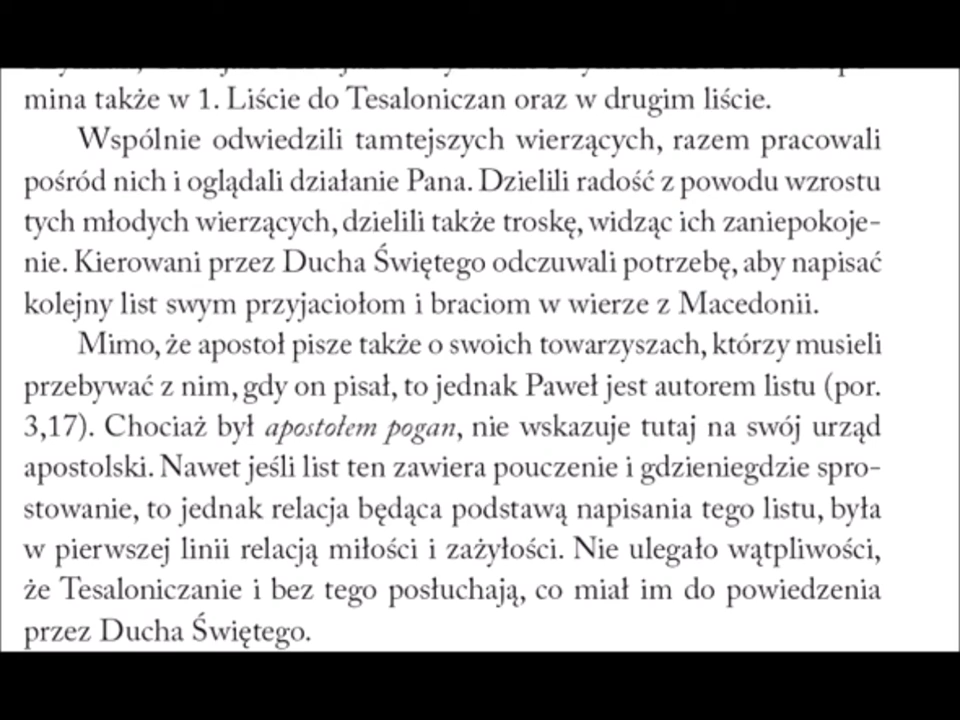 mina także w 1. Liście do Tesaloniczan oraz w drugim liście.
Wspólnie odwiedzili tamtejszych wierzących, razem pracowali
pośród nich i oglądali działanie Pana. Dzielili radość z powodu wzrostu
tych młodych wierzących, dzielili także troskę, widząc ich zaniepokoje-
nie. Kierowani przez Ducha Świętego odczuwali potrzebę, aby napisać
kolejny list swym przyjaciołom i braciom w wierze z Macedonii.
Mimo, że apostoł pisze także o swoich towarzyszach, którzy musieli
przebywać z nim, gdy on pisał, to jednak Paweł jest autorem listu (por.
3,17). Chociaż był apostołem pogan, nie wskazuje tutaj na swój urząd
apostolski. Nawet jeśli list ten zawiera pouczenie i gdzieniegdzie spro-
stowanie, to jednak relacja będąca podstawą napisania tego listu, była
w pierwszej linii relacją miłości i zażyłości. Nie ulegało wątpliwości,
że Tesaloniczanie i bez tego posłuchają, co miał im do powiedzenia
przez Ducha Świętego.